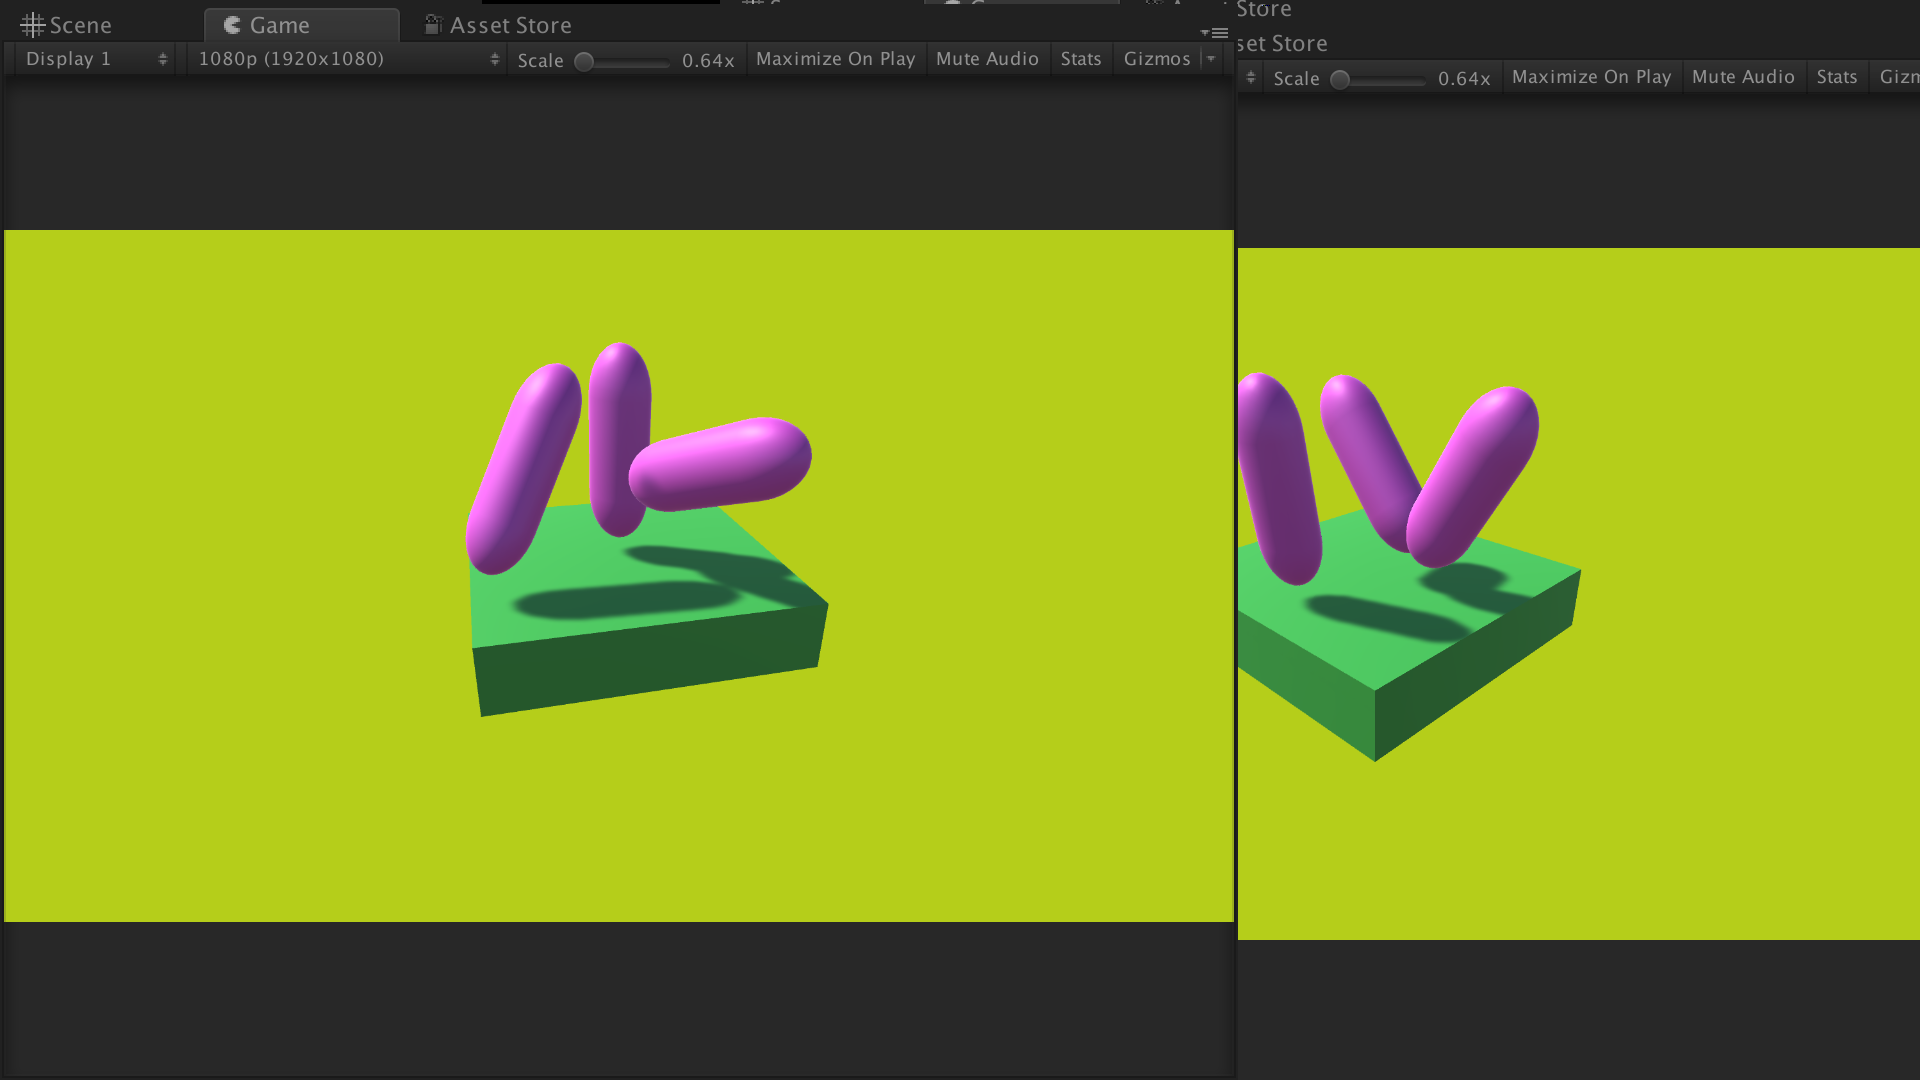 Scene Game Asset Store
Display 1 1080p (1920x1080) Scale 0.64x Maximize On Play Mute Audio Stats Gizmos
Store
set Store
Scale 0.64x Maximize On Play Mute Audio Stats Gizm